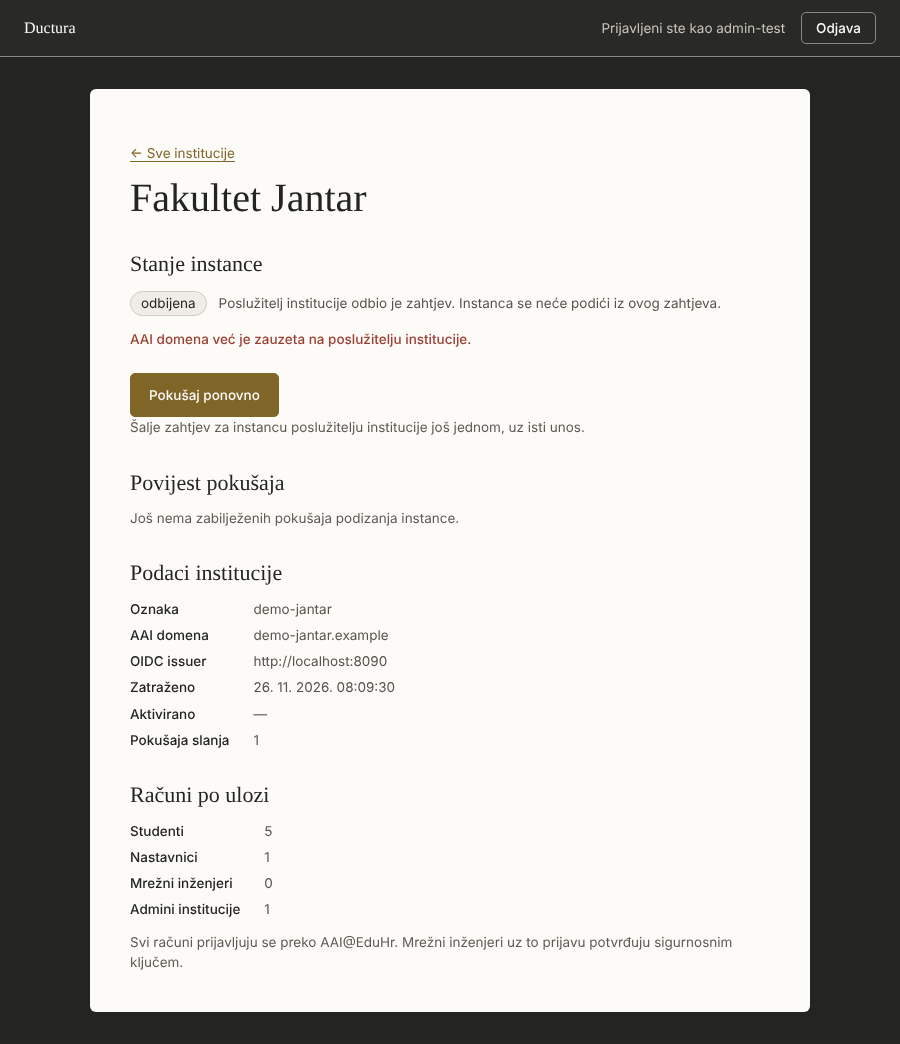 Ductura
Prijavljeni ste kao admin-test
Odjava
← Sve institucije
Fakultet Jantar
Stanje instance
odbijena
Poslužitelj institucije odbio je zahtjev. Instanca se neće podići iz ovog zahtjeva.
AAI domena već je zauzeta na poslužitelju institucije.
Pokušaj ponovno
Šalje zahtjev za instancu poslužitelju institucije još jednom, uz isti unos.
Povijest pokušaja
Još nema zabilježenih pokušaja podizanja instance.
Podaci institucije
Oznaka demo-jantar
AAI domena demo-jantar.example
OIDC issuer http://localhost:8090
Zatraženo 26. 11. 2026. 08:09:30
Aktivirano —
Pokušaja slanja 1
Računi po ulozi
Studenti 5
Nastavnici 1
Mrežni inženjeri 0
Admini institucije 1
Svi računi prijavljuju se preko AAI@EduHr. Mrežni inženjeri uz to prijavu potvrđuju sigurnosnim
ključem.